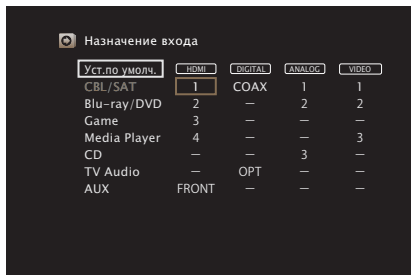 Назначение входа
Уст.по умолч. HDMI DIGITAL ANALOG VIDEO
CBL/SAT 1 COAX 1 1
Blu-ray/DVD 2 – 2 2
Game 3 – – –
Media Player 4 – – 3
CD – – 3 –
TV Audio – OPT – –
AUX FRONT – – –